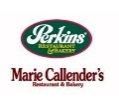 Perkins
RESTAURANT
& BAKERY
Marie Callender's
Restaurant & Bakery